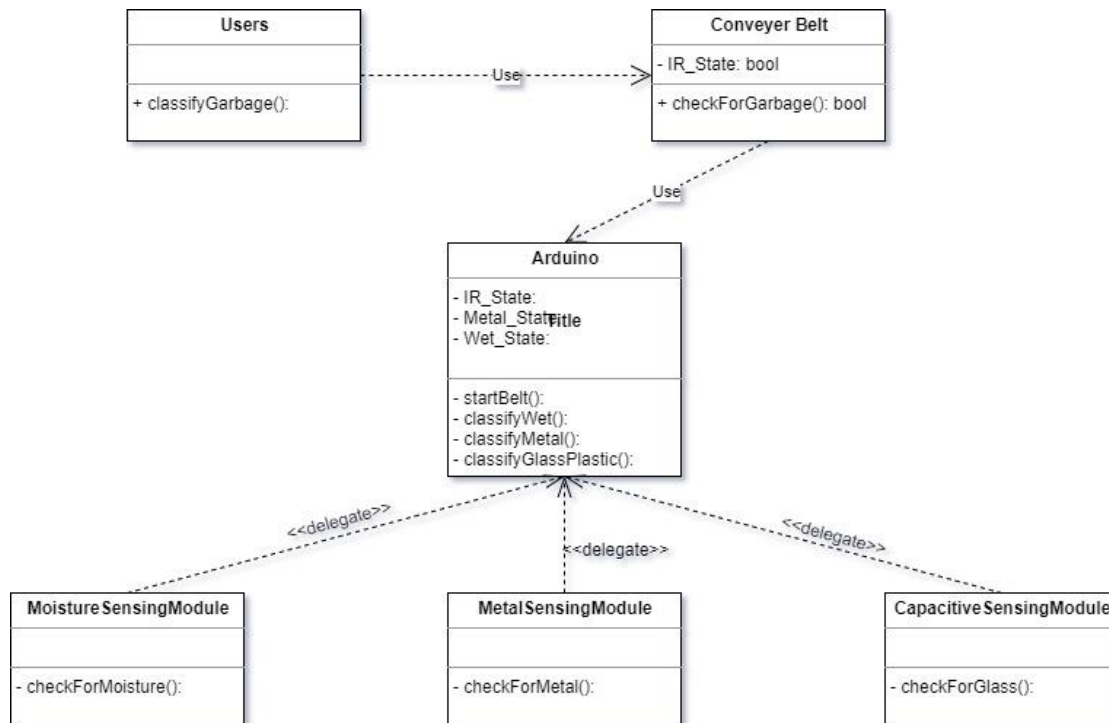 Users
+ classifyGarbage():
Use
Conveyer Belt
- IR_State: bool
+ checkForGarbage(): bool
Use
Arduino
- IR_State:
- Metal_State
Title
- Wet_State:
- startBelt():
- classifyWet():
- classifyMetal():
- classifyGlassPlastic():
<<delegate>>
<<delegate>>
<<delegate>>
MoistureSensingModule
- checkForMoisture():
MetalSensingModule
- checkForMetal():
CapacitiveSensingModule
- checkForGlass():